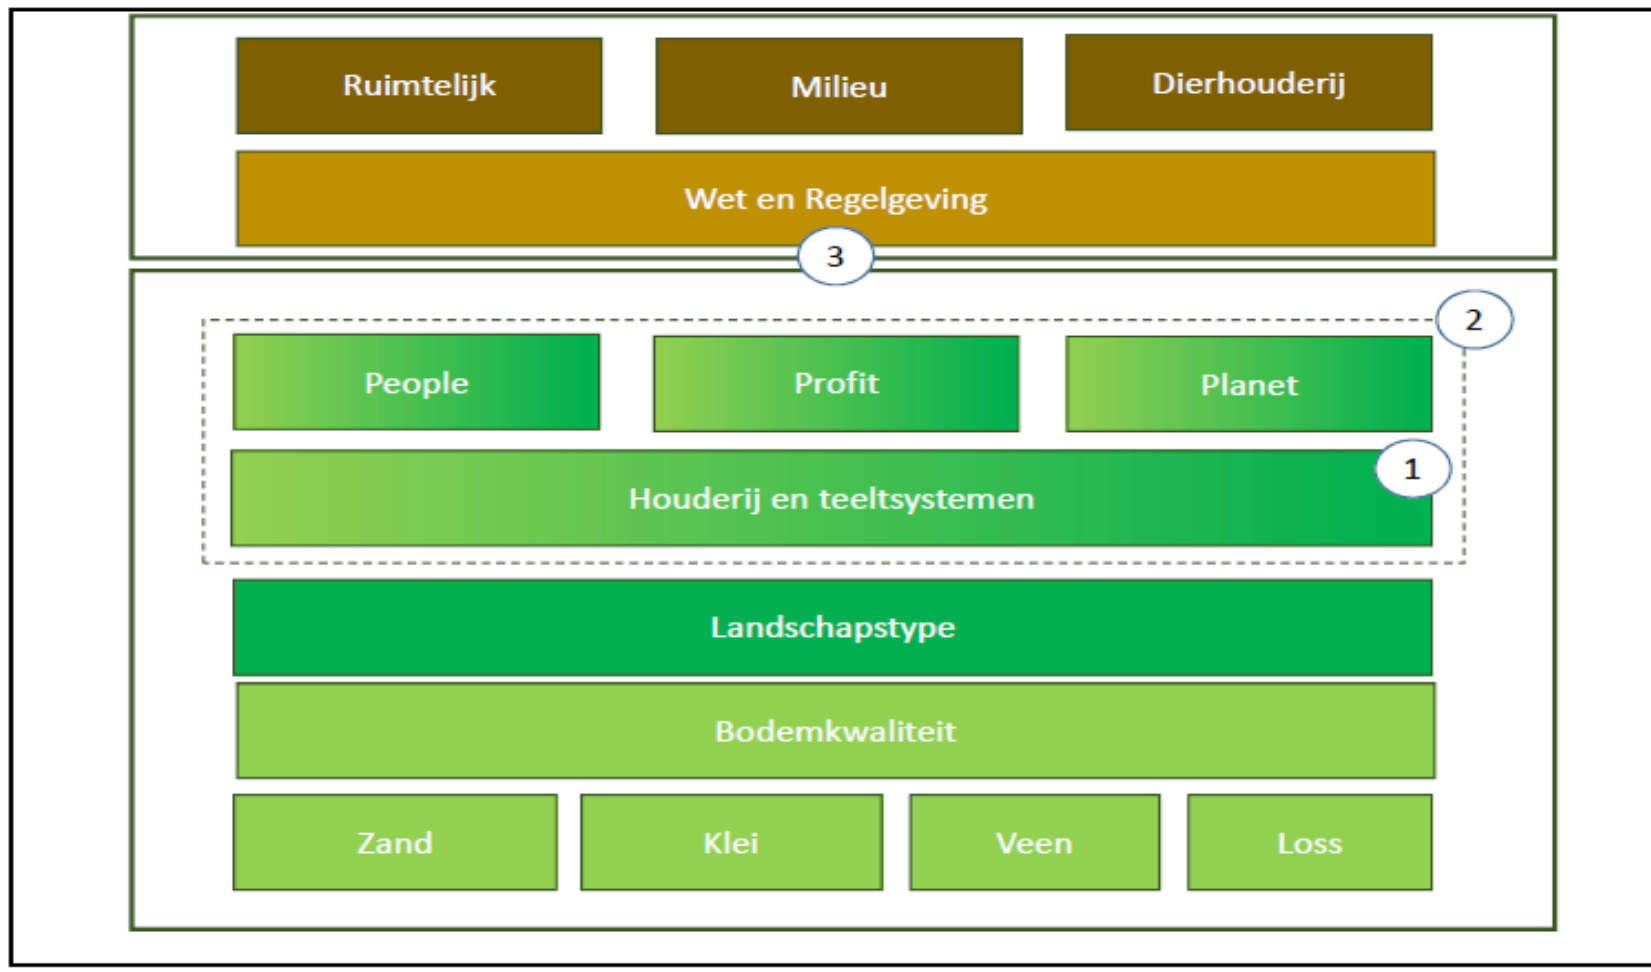 Ruimtelijk
Milieu
Dierhouderij
Wet en Regelgeving
3
2
People
Profit
Planet
1
Houderij en teeltsystemen
Landschapstype
Bodemkwaliteit
Zand
Klei
Veen
Loss